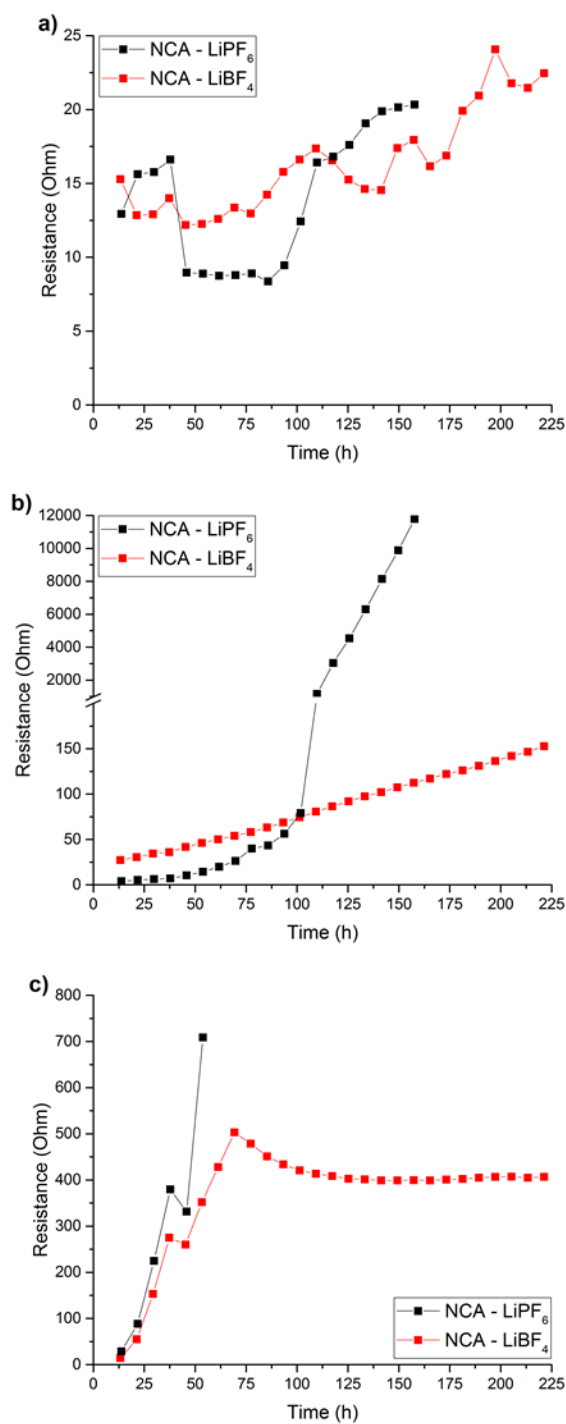 a)
NCA - LiPF6
NCA - LiBF4
25
20
15
10
5
0
Resistance (Ohm)
0 25 50 75 100 125 150 175 200 225
Time (h)
b)
NCA - LiPF6
NCA - LiBF4
12000
10000
8000
6000
4000
2000
150
100
50
0
Resistance (Ohm)
0 25 50 75 100 125 150 175 200 225
Time (h)
c)
800
700
600
500
400
300
200
100
0
Resistance (Ohm)
NCA - LiPF6
NCA - LiBF4
0 25 50 75 100 125 150 175 200 225
Time (h)